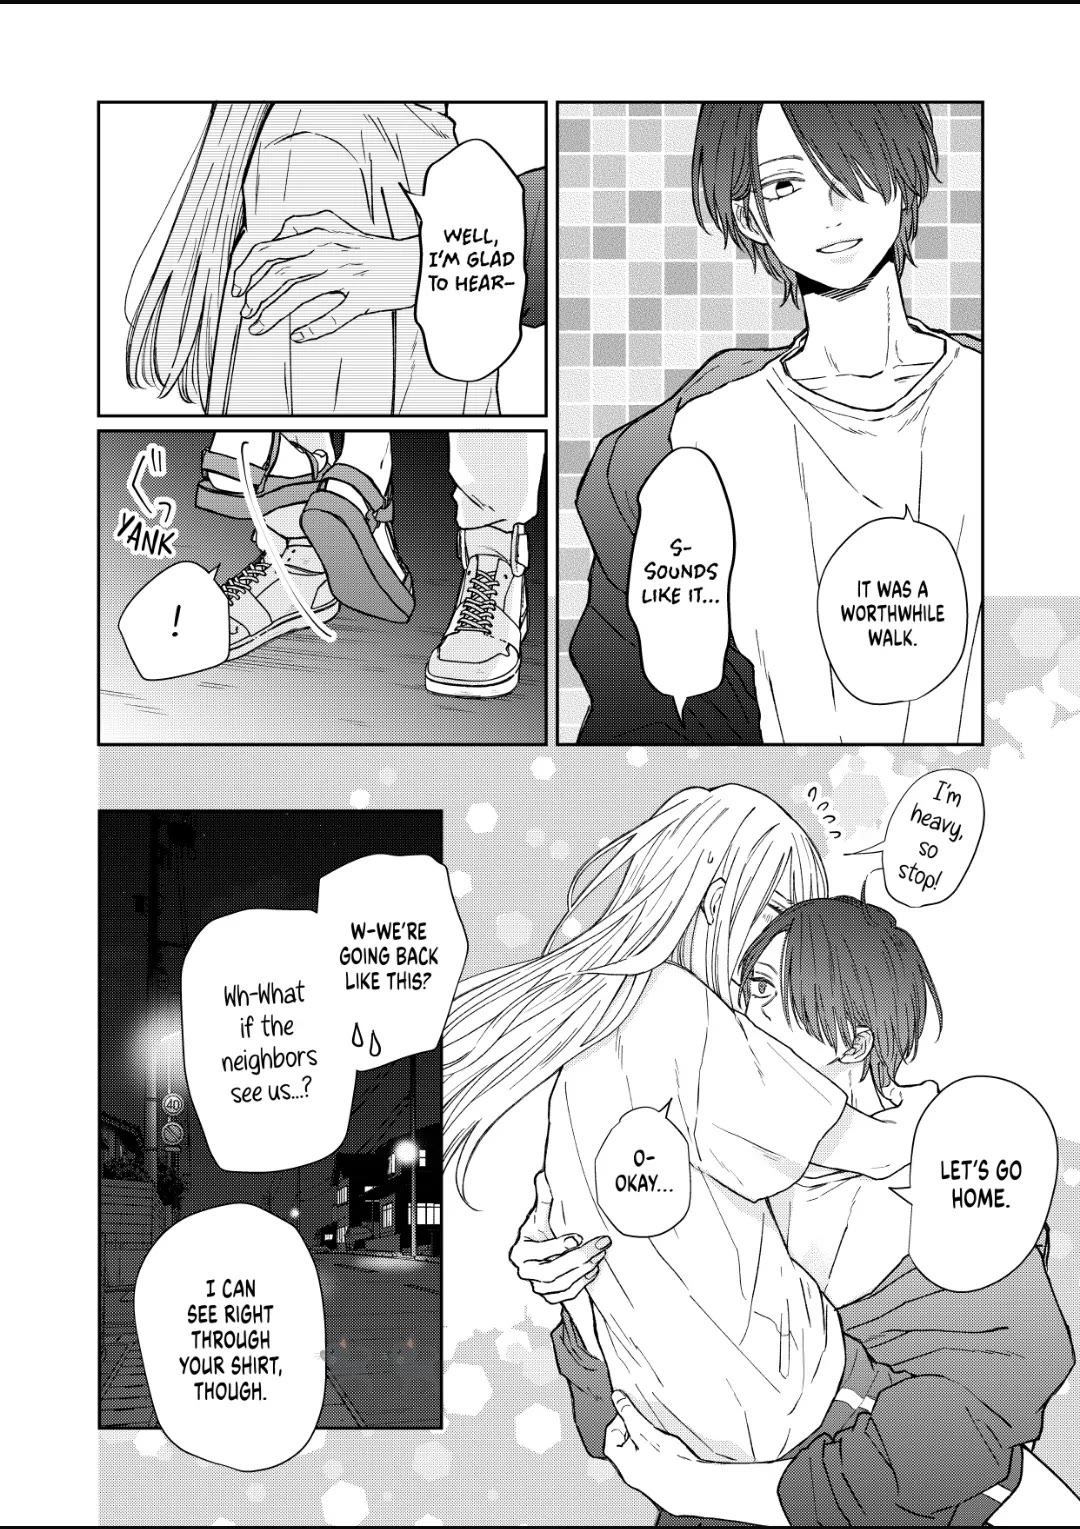 IT WAS A
WORTHWHILE
WALK.
S-
SOUNDS
LIKE IT...
WELL,
I'M GLAD
TO HEAR-
YANK
!
I'm
heavy,
so
stop!
LET'S GO
HOME.
O-
OKAY...
W-WE'RE
GOING BACK
LIKE THIS?
Wh-What
if the
neighbors
see us...?
40
I CAN
SEE RIGHT
THROUGH
YOUR SHIRT,
THOUGH.